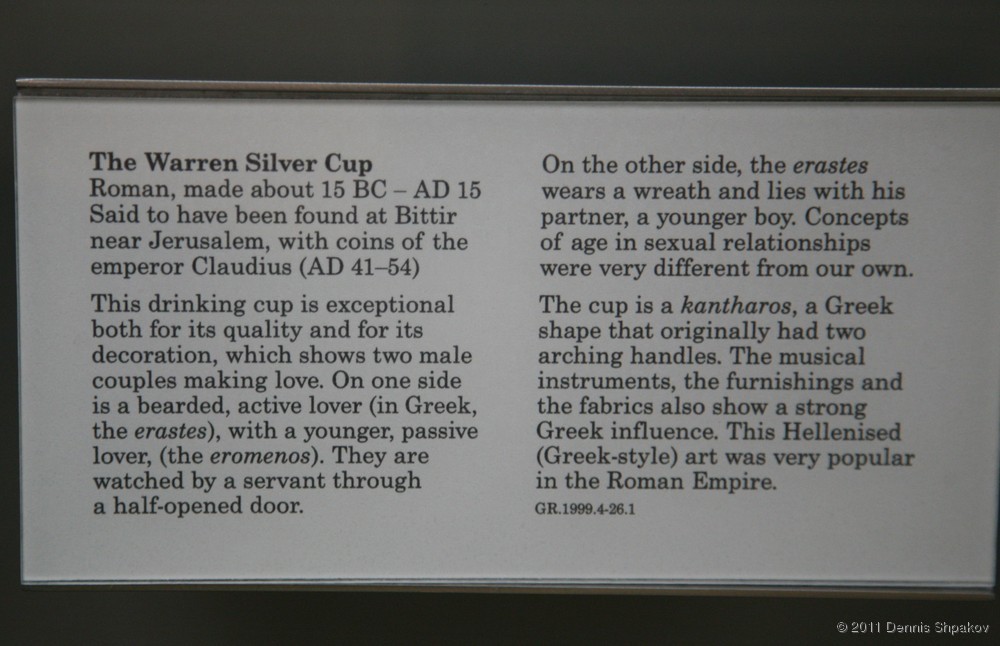 The Warren Silver Cup
Roman, made about 15 BC – AD 15
Said to have been found at Bittir
near Jerusalem, with coins of the
emperor Claudius (AD 41–54)
This drinking cup is exceptional
both for its quality and for its
decoration, which shows two male
couples making love. On one side
is a bearded, active lover (in Greek,
the erastes), with a younger, passive
lover, (the eromenos). They are
watched by a servant through
a half-opened door.
On the other side, the erastes
wears a wreath and lies with his
partner, a younger boy. Concepts
of age in sexual relationships
were very different from our own.
The cup is a kantharos, a Greek
shape that originally had two
arching handles. The musical
instruments, the furnishings and
the fabrics also show a strong
Greek influence. This Hellenised
(Greek-style) art was very popular
in the Roman Empire.
GR.1999.4-26.1
© 2011 Dennis Shpakov